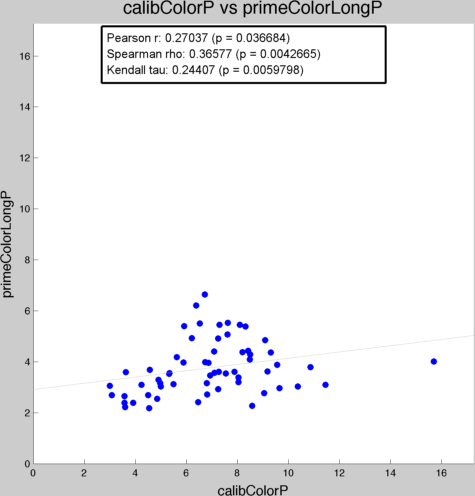 calibColorP vs primeColorLongP
Pearson r: 0.27037 (p = 0.036684)
Spearman rho: 0.36577 (p = 0.0042665)
Kendall tau: 0.24407 (p = 0.0059798)
primeColorLongP
16
14
12
10
8
6
4
2
0
0 2 4 6 8 10 12 14 16
calibColorP